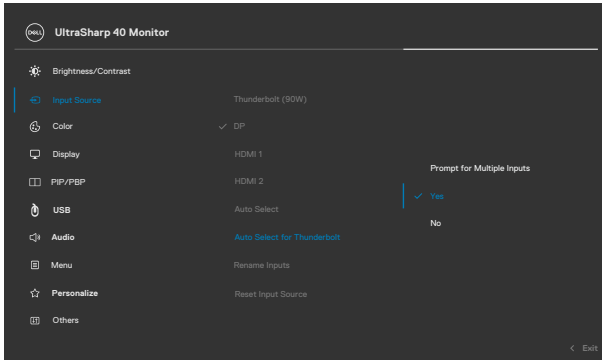 DELL
UltraSharp 40 Monitor
Brightness/Contrast
Input Source
Color
Display
PIP/PBP
USB
Audio
Menu
Personalize
Others
Thunderbolt (90W)
DP
HDMI 1
HDMI 2
Auto Select
Auto Select for Thunderbolt
Rename Inputs
Reset Input Source
Prompt for Multiple Inputs
Yes
No
< Exit